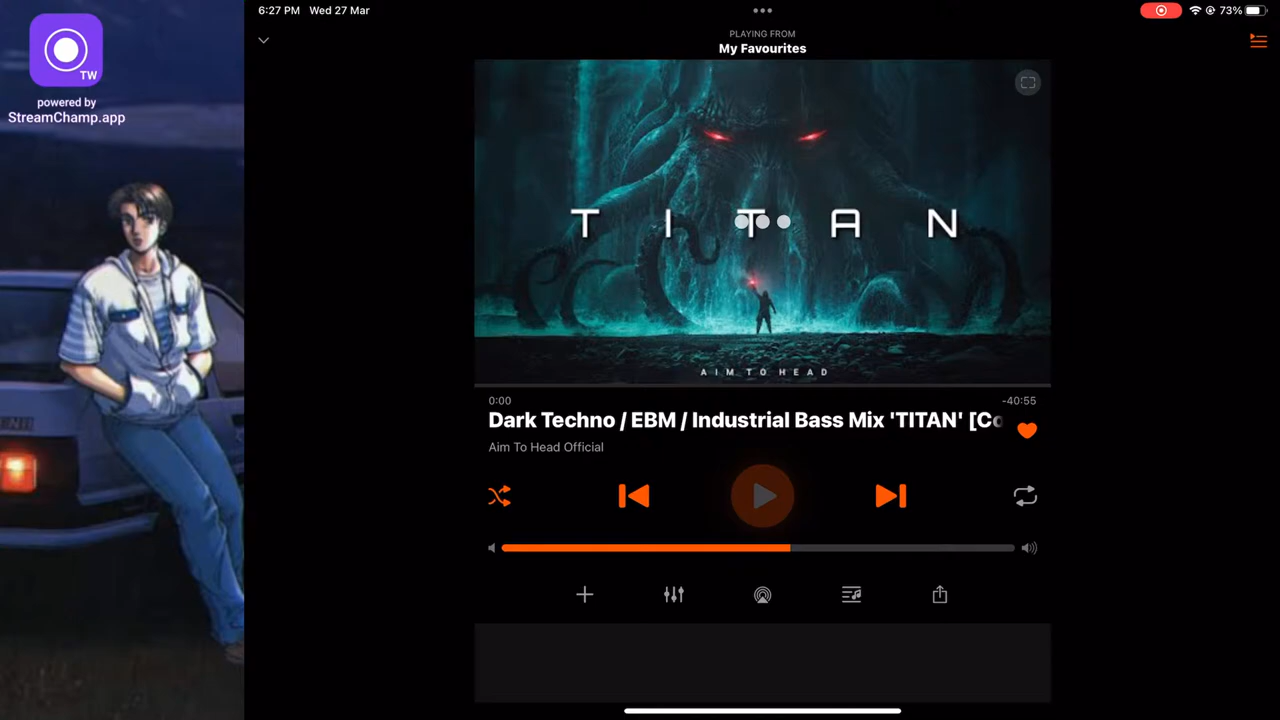 6:27 PM Wed 27 Mar
73%
TW
powered by
StreamChamp.app
PLAYING FROM
My Favourites
TITAN
AIM TO HEAD
0:00
-40:55
Dark Techno / EBM / Industrial Bass Mix 'TITAN' [Co
Aim To Head Official